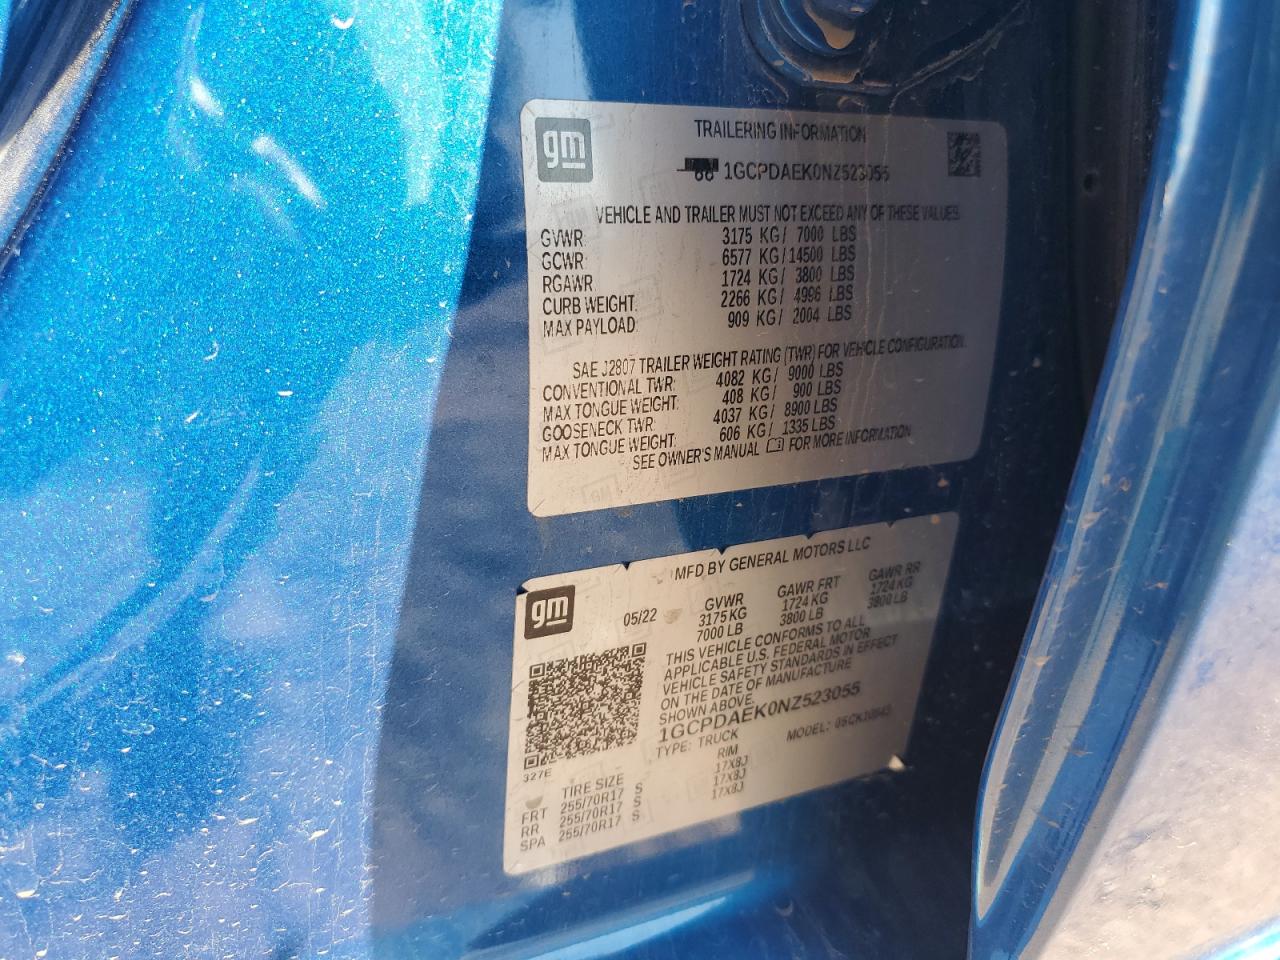 gm
TRAILERING INFORMATION
1GCPDAEK0NZ523055
VEHICLE AND TRAILER MUST NOT EXCEED ANY OF THESE VALUES.
GVWR: 3175 KG/ 7000 LBS
GCWR: 6577 KG/ 14500 LBS
RGAWR: 1724 KG/ 3800 LBS
CURB WEIGHT: 2266 KG/ 4996 LBS
MAX PAYLOAD: 909 KG/ 2004 LBS
SAE J2807 TRAILER WEIGHT RATING (TWR) FOR VEHICLE CONFIGURATION.
CONVENTIONAL TWR: 4082 KG/ 9000 LBS
MAX TONGUE WEIGHT: 408 KG/ 900 LBS
GOOSENECK TWR: 4037 KG/ 8900 LBS
MAX TONGUE WEIGHT: 606 KG/ 1335 LBS
SEE OWNER'S MANUAL FOR MORE INFORMATION
gm
MFD BY GENERAL MOTORS LLC
05/22 GVWR GAWR FRT GAWR RR
3175 KG 1724 KG 1724 KG
7000 LB 3800 LB 3800 LB
THIS VEHICLE CONFORMS TO ALL
APPLICABLE U.S. FEDERAL MOTOR
VEHICLE SAFETY STANDARDS IN EFFECT
ON THE DATE OF MANUFACTURE
SHOWN ABOVE.
1GCPDAEK0NZ523055
TYPE: TRUCK MODEL:
327E
TIRE SIZE RIM
FRT 255/70R17 S 17X8J
RR 255/70R17 S 17X8J
SPA 255/70R17 S 17X8J